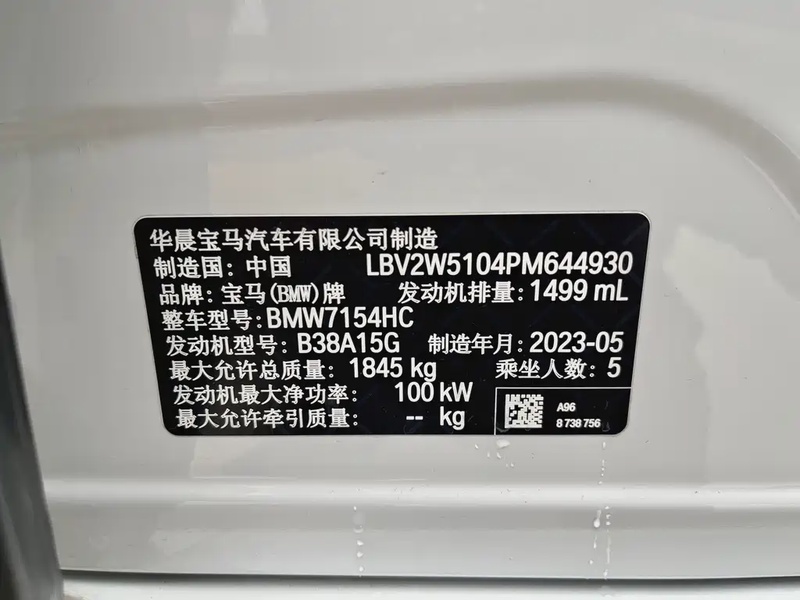 华晨宝马汽车有限公司制造
制造国：中国 LBV2W5104PM644930
品牌：宝马(BMW)牌 发动机排量：1499 mL
整车型号：BMW7154HC
发动机型号：B38A15G 制造年月：2023-05
最大允许总质量：1845 kg 乘坐人数：5
发动机最大净功率：100 kW
最大允许牵引质量：-- kg
A96
8 738 756